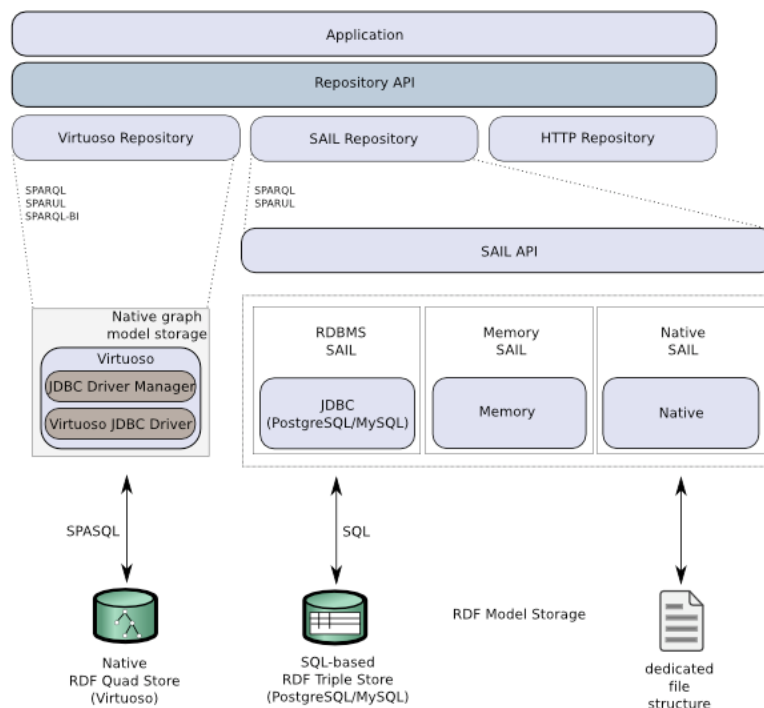 Application
Repository API
Virtuoso Repository
SAIL Repository
HTTP Repository
SPARQL
SPARUL
SPARQL-BI
SPARQL
SPARUL
SAIL API
Native graph
model storage
Virtuoso
JDBC Driver Manager
Virtuoso JDBC Driver
RDBMS
SAIL
JDBC
(PostgreSQL/MySQL)
Memory
SAIL
Memory
Native
SAIL
Native
SPASQL
SQL
RDF Model Storage
Native
RDF Quad Store
(Virtuoso)
SQL-based
RDF Triple Store
(PostgreSQL/MySQL)
dedicated
file
structure